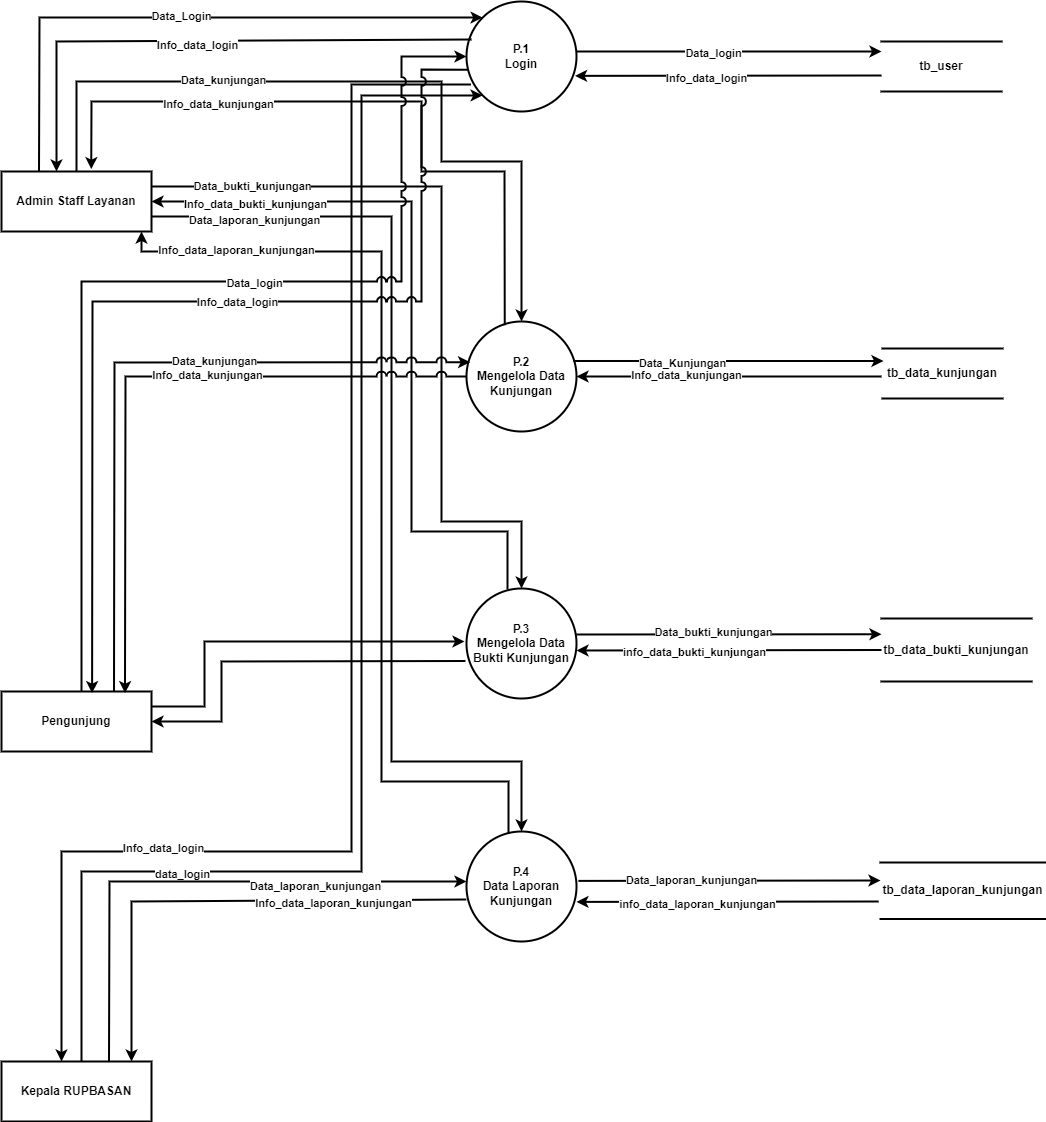 Data_Login
P.1
Login
Info_data_login
Data_login
tb_user
Info_data_login
Data_kunjungan
Info_data_kunjungan
Admin Staff Layanan
Data_bukti_kunjungan
Info_data_bukti_kunjungan
Data_laporan_kunjungan
Info_data_laporan_kunjungan
Data_login
Info_data_login
Data_kunjungan
Info_data_kunjungan
P.2
Mengelola Data
Kunjungan
Data_Kunjungan
Info_data_kunjungan
tb_data_kunjungan
P.3
Mengelola Data
Bukti Kunjungan
Data_bukti_kunjungan
info_data_bukti_kunjungan
tb_data_bukti_kunjungan
Pengunjung
Info_data_login
data_login
Data_laporan_kunjungan
Info_data_laporan_kunjungan
P.4
Data Laporan
Kunjungan
Data_laporan_kunjungan
info_data_laporan_kunjungan
tb_data_laporan_kunjungan
Kepala RUPBASAN